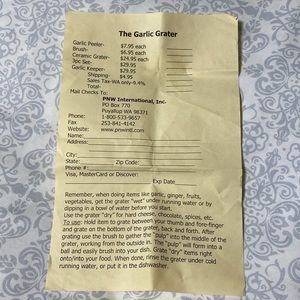 The Garlic Grater
Garlic Peeler- $7.95 each
Brush- $6.95 each
Ceramic Grater- $24.95 each
3pc Set- $29.95
Garlic Keeper- $29.95
Shipping- $4.95
Sales Tax-WA only-9.4%
Total-
Mail Checks To:
PNW International, Inc.
PO Box 770
Puyallup WA 98371
Phone: 1-800-533-9657
Fax: 253-841-4142
Website: www.pnwintl.com
Name:
Address:
City:
State: Zip Code:
Phone #:
Visa, MasterCard or Discover:
Exp Date
Remember, when doing items like garlic, ginger, fruits,
vegetables, get the grater "wet" under running water or by
dipping in a bowl of water before you start.
Use the grater "dry" for hard cheese, chocolate, spices, etc.
To use: Hold item to grate between your thumb and fore-finger
and grate on the bottom of the grater, back and forth. After
grating use the brush to gather the "pulp" into the middle of the
grater, working from the outside in. The "pulp" will form into a
ball and easily brush into your dish. Grate "dry" items right
onto/into your food. When done, rinse the grater under cold
running water, or put it in the dishwasher.